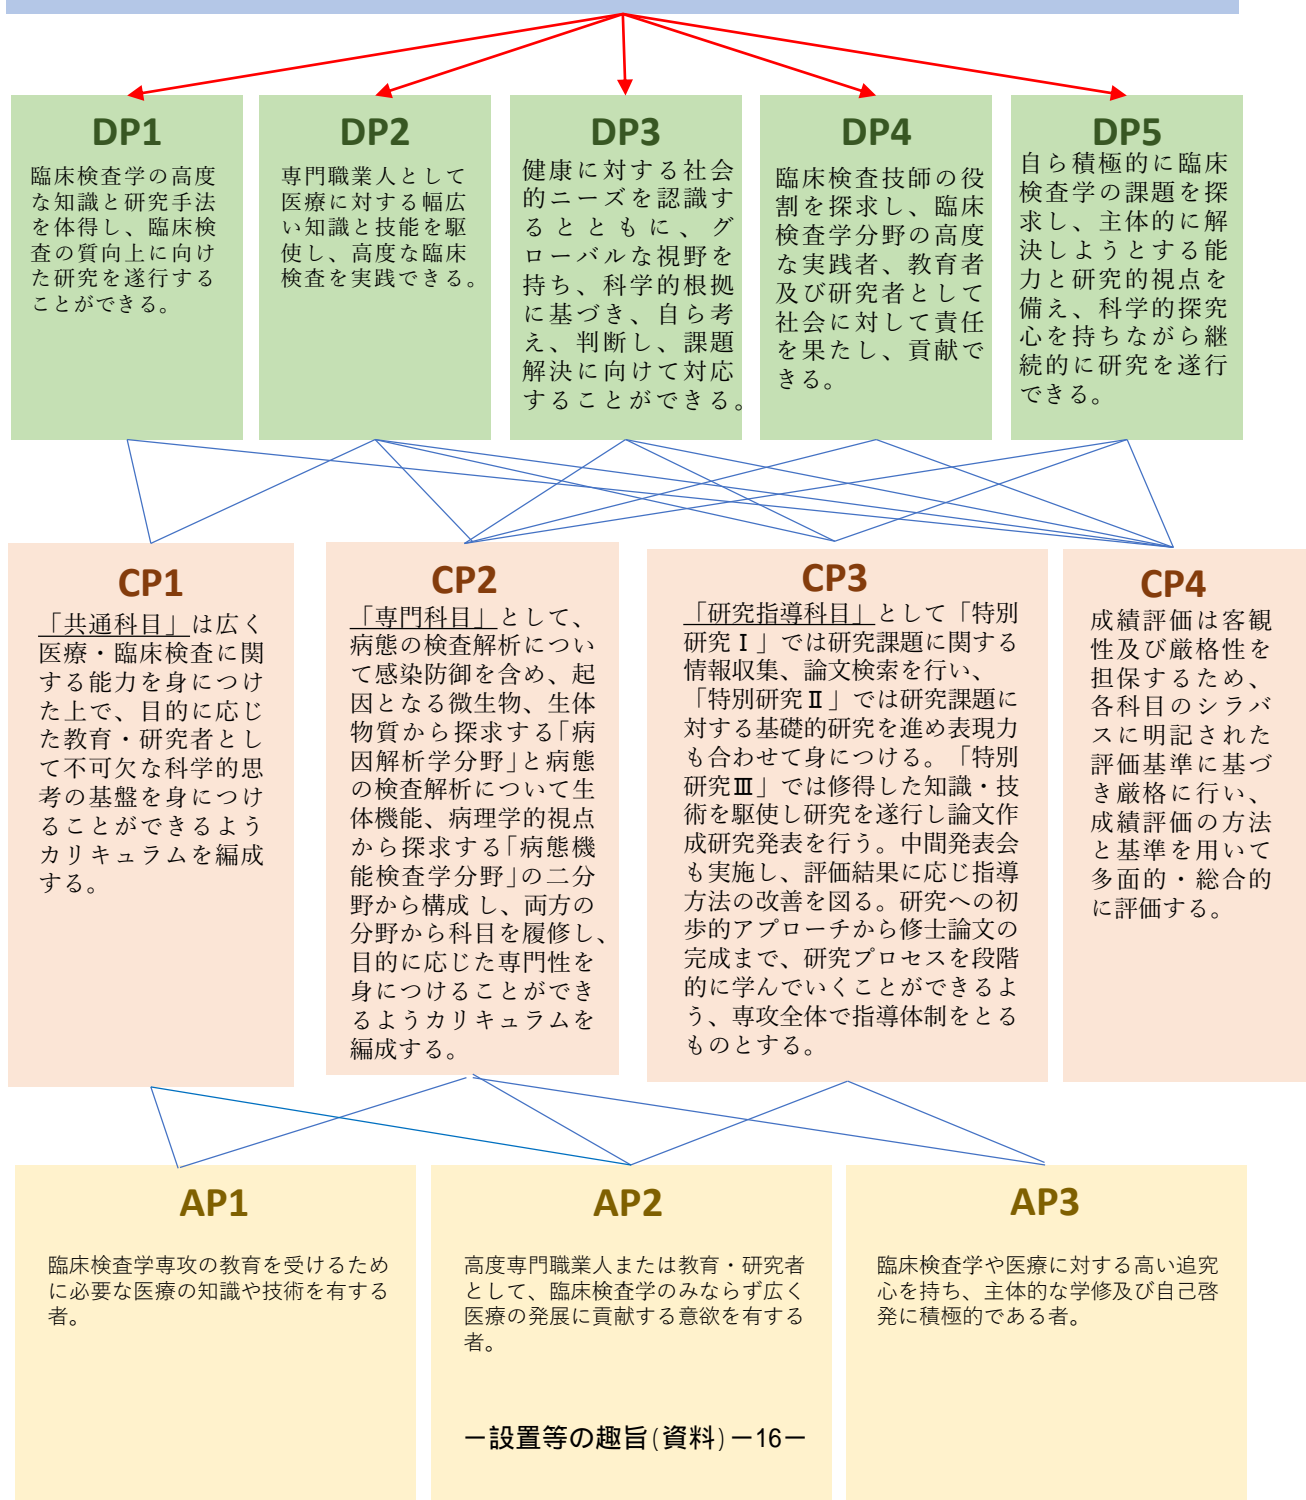 DP1
臨床検査学の高度
な知識と研究手法
を体得し、臨床検
査の質向上に向け
た研究を遂行する
ことができる。
DP2
専門職業人として
医療に対する幅広
い知識と技能を駆
使し、高度な臨床
検査を実践できる。
DP3
健康に対する社会
的ニーズを認識す
るとともに、グ
ローバルな視野を
持ち、科学的根拠
に基づき、自ら考
え、判断し、課題
解決に向けて対応
することができる。
DP4
臨床検査技師の役
割を探求し、臨床
検査学分野の高度
な実践者、教育者
及び研究者として
社会に対して責任
を果たし、貢献で
きる。
DP5
自ら積極的に臨床
検査学の課題を探
求し、主体的に解
決しようとする能
力と研究的視点を
備え、科学的探究
心を持ちながら継
続的に研究を遂行
できる。
CP1
「共通科目」は広く
医療・臨床検査に関
する能力を身につけ
た上で、目的に応じ
た教育・研究者とし
て不可欠な科学的思
考の基盤を身につけ
ることができるよう
カリキュラムを編成
する。
CP2
「専門科目」として、
病態の検査解析につい
て感染防御を含め、起
因となる微生物、生体
物質から探求する「病
因解析学分野」と病態
の検査解析について生
体機能、病理学的視点
から探求する「病態機
能検査学分野」の二分
野から構成し、両方の
分野から科目を履修し、
目的に応じた専門性を
身につけることができ
るようカリキュラムを
編成する。
CP3
「研究指導科目」として「特別
研究Ⅰ」では研究課題に関する
情報収集、論文検索を行い、
「特別研究Ⅱ」では研究課題に
対する基礎的研究を進め表現力
も合わせて身につける。「特別
研究Ⅲ」では修得した知識・技
術を駆使し研究を遂行し論文作
成研究発表を行う。中間発表会
も実施し、評価結果に応じ指導
方法の改善を図る。研究への初
歩的アプローチから修士論文の
完成まで、研究プロセスを段階
的に学んでいくことができるよ
う、専攻全体で指導体制をとる
ものとする。
CP4
成績評価は客観
性及び厳格性を
担保するため、
各科目のシラバ
スに明記された
評価基準に基づ
き厳格に行い、
成績評価の方法
と基準を用いて
多面的・総合的
に評価する。
AP1
臨床検査学専攻の教育を受けるため
に必要な医療の知識や技術を有する
者。
AP2
高度専門職業人または教育・研究者
として、臨床検査学のみならず広く
医療の発展に貢献する意欲を有する
者。
AP3
臨床検査学や医療に対する高い追究
心を持ち、主体的な学修及び自己啓
発に積極的である者。
－設置等の趣旨(資料)－16－